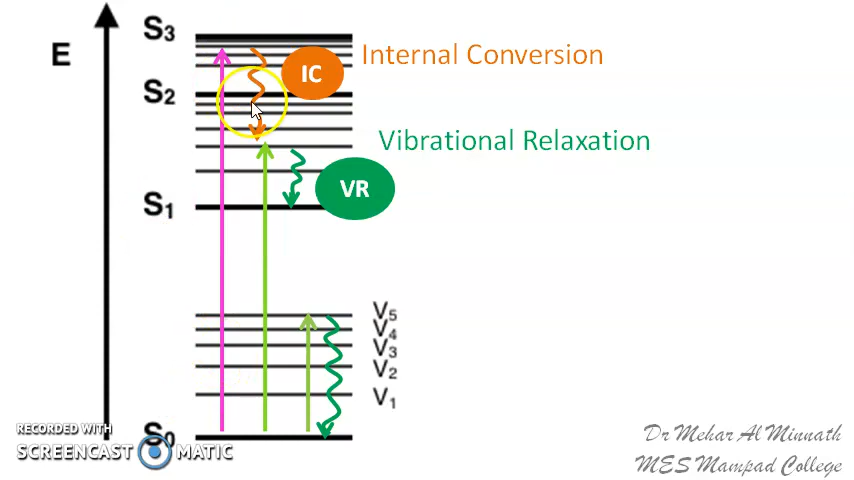 S3
E
Internal Conversion
IC
S2
Vibrational Relaxation
VR
S1
V5
V4
V3
V2
V1
S0
RECORDED WITH
SCREENCAST MATIC
Dr Mehar Al Minnath
MES Mampad College